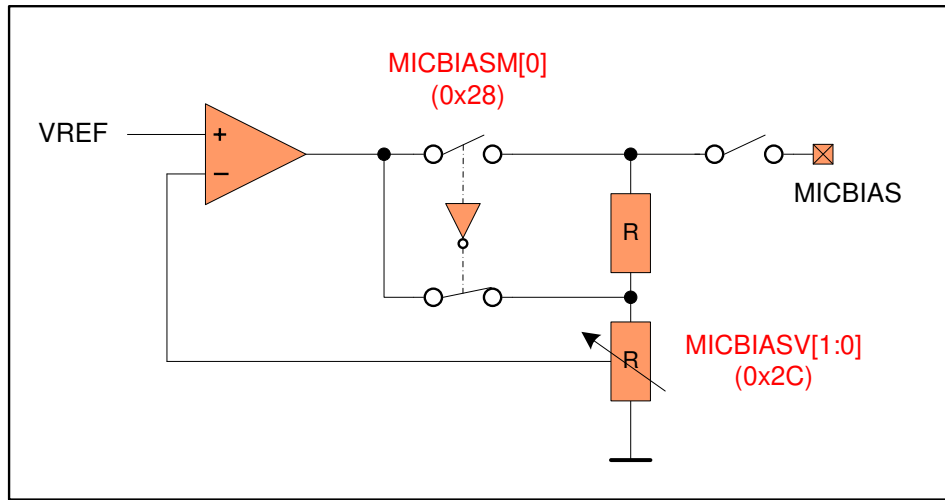 MICBIASM[0]
(0x28)
VREF
+
−
MICBIAS
R
R
MICBIASV[1:0]
(0x2C)